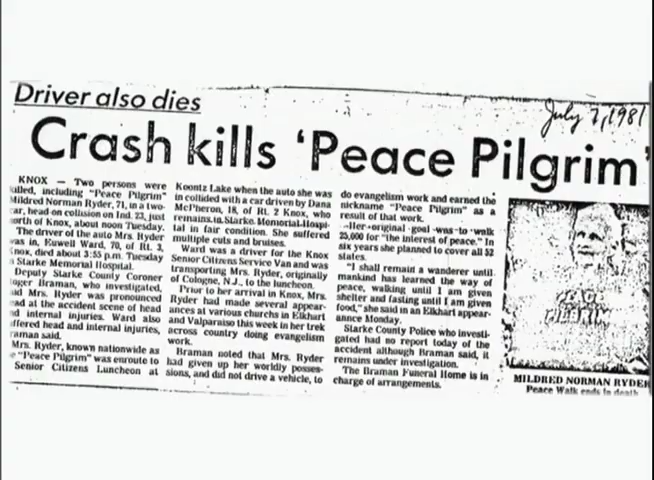 Driver also dies
July 7, 1981
Crash kills 'Peace Pilgrim'
KNOX — Two persons were
killed, including "Peace Pilgrim"
Mildred Norman Ryder, 71, in a two-
car, head on collision on Ind. 23, just
north of Knox, about noon Tuesday.
The driver of the auto Mrs. Ryder
was in, Euwell Ward, 70, of Rt. 3,
Knox, died about 3:55 p.m. Tuesday
Starke Memorial Hospital.
Deputy Starke County Coroner
Roger Braman, who investigated,
said Mrs. Ryder was pronounced
dead at the accident scene of head
and internal injuries. Ward also
suffered head and internal injuries,
Braman said.
Mrs. Ryder, known nationwide as
"Peace Pilgrim" was enroute to
Senior Citizens Luncheon at
Koontz Lake when the auto she was
in collided with a car driven by Dana
McPheron, 18, of Rt. 2 Knox, who
remains in Starke Memorial Hospi-
tal in fair condition. She suffered
multiple cuts and bruises.
Ward was a driver for the Knox
Senior Citizens Service Van and was
transporting Mrs. Ryder, originally
of Cologne, N.J., to the luncheon.
Prior to her arrival in Knox, Mrs.
Ryder had made several appear-
ances at various churchs in Elkhart
and Valparaiso this week in her trek
across country doing evangelism
work.
Braman noted that Mrs. Ryder
had given up her worldly posses-
sions, and did not drive a vehicle, to
do evangelism work and earned the
nickname "Peace Pilgrim" as a
result of that work.
Her original goal was to walk
25,000 for "the interest of peace." In
six years she planned to cover all 52
states.
"I shall remain a wanderer until
mankind has learned the way of
peace, walking until I am given
shelter and fasting until I am given
food," she said in an Elkhart appear-
annce Monday.
Starke County Police who investi-
gated had no report today of the
accident although Braman said, it
remains under investigation.
The Braman Funeral Home is in
charge of arrangements.
PEACE
PILGRIM
MILDRED NORMAN RYDER
Peace Walk ends in death